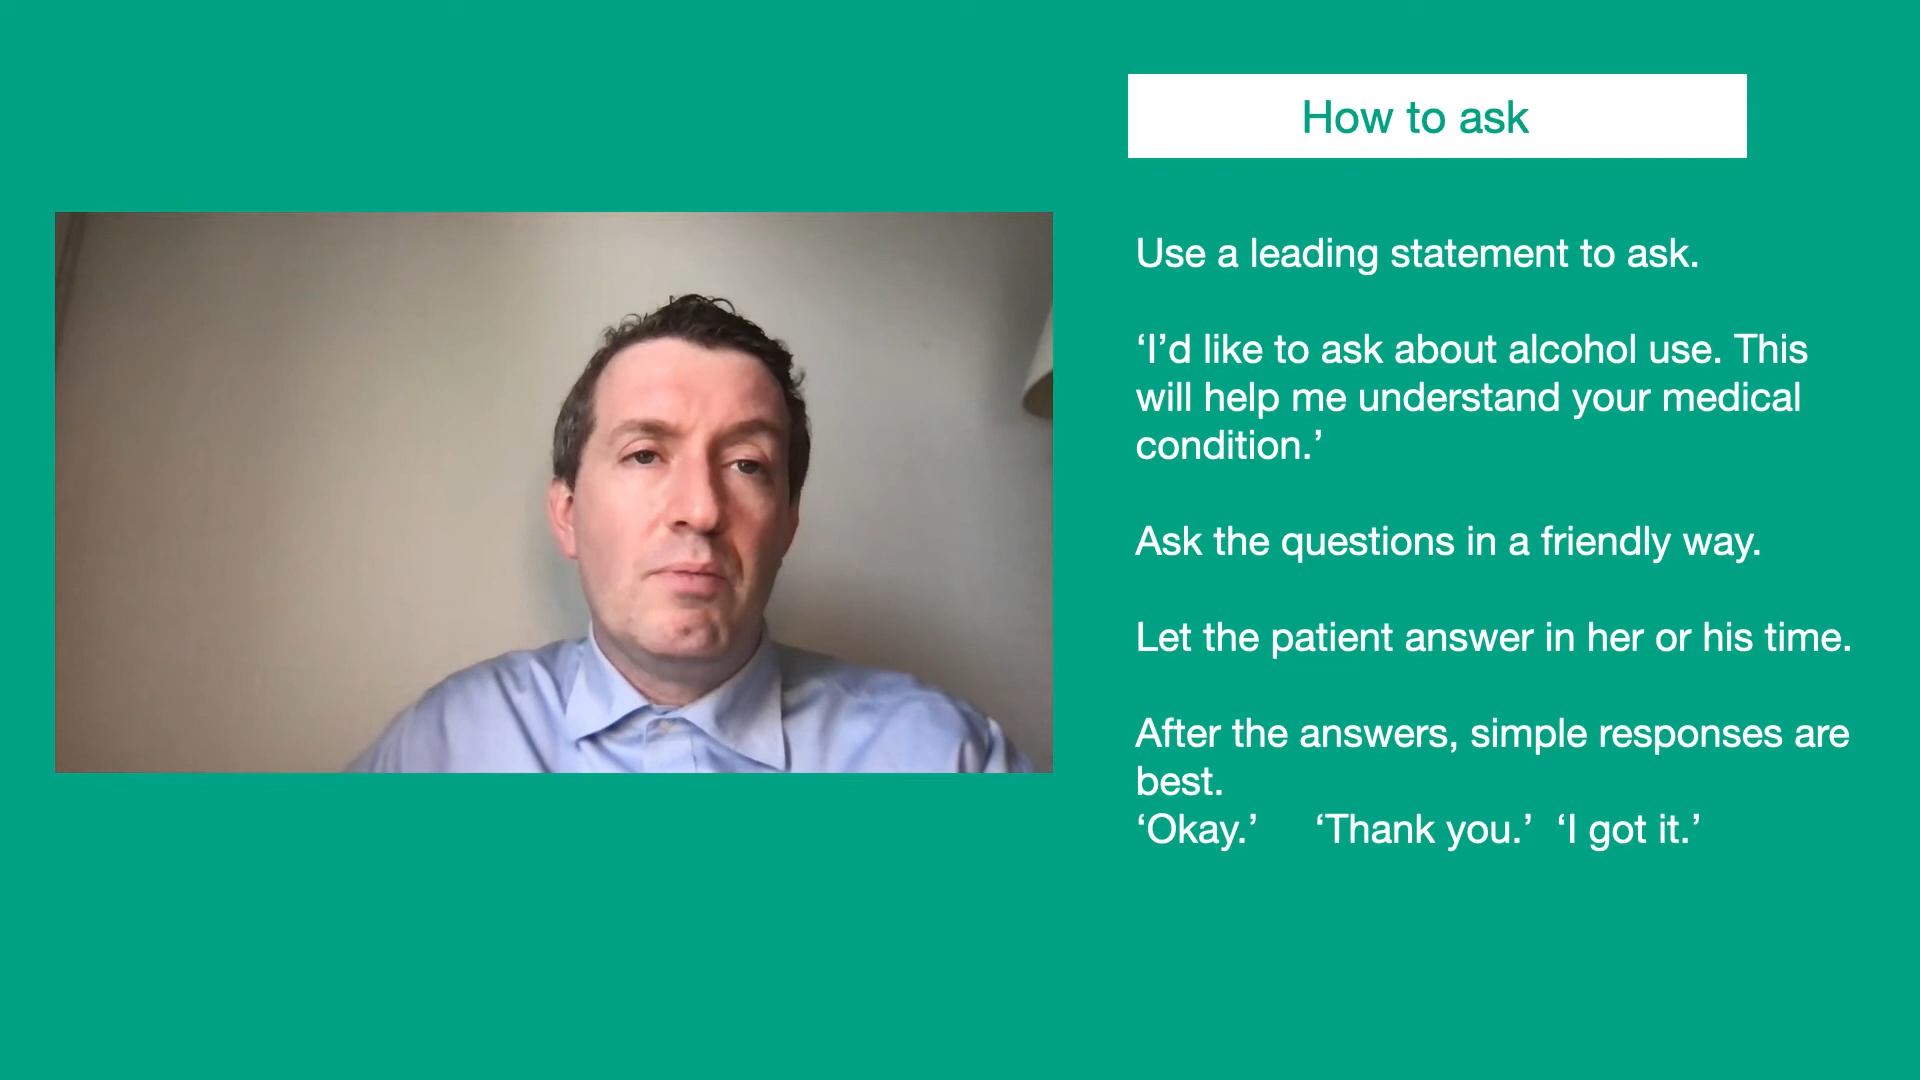 How to ask
Use a leading statement to ask.
‘I’d like to ask about alcohol use. This
will help me understand your medical
condition.’
Ask the questions in a friendly way.
Let the patient answer in her or his time.
After the answers, simple responses are
best.
‘Okay.’ ‘Thank you.’ ‘I got it.’